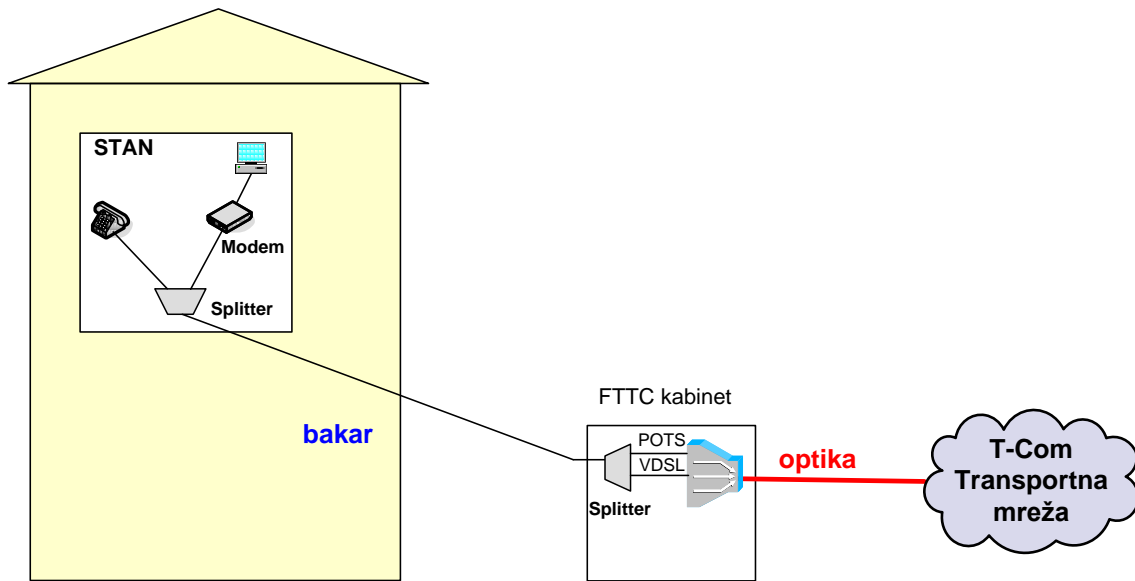 STAN
Modem
Splitter
bakar
FTTC kabinet
POTS
VDSL
Splitter
optika
T-Com
Transportna
mreža